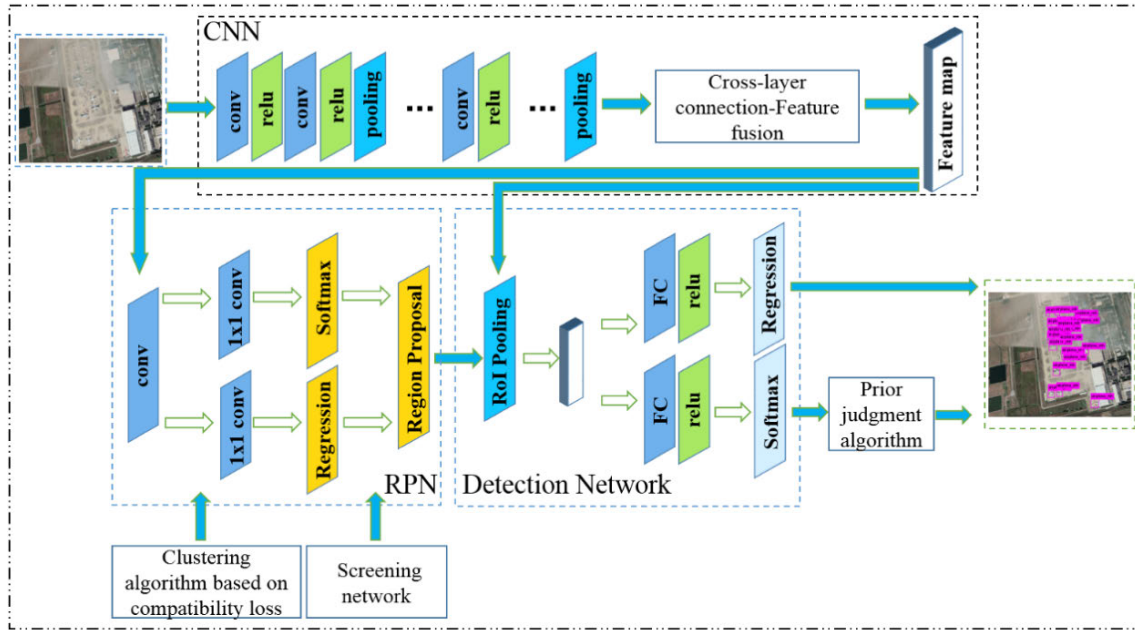 CNN
conv
relu
conv
relu
pooling
...
conv
relu
...
pooling
Cross-layer
connection-Feature
fusion
Feature map
conv
1x1 conv
Softmax
1x1 conv
Regression
Region Proposal
RPN
RoI Pooling
FC
relu
Regression
FC
relu
Softmax
Detection Network
Prior
judgment
algorithm
Clustering
algorithm based on
compatibility loss
Screening
network